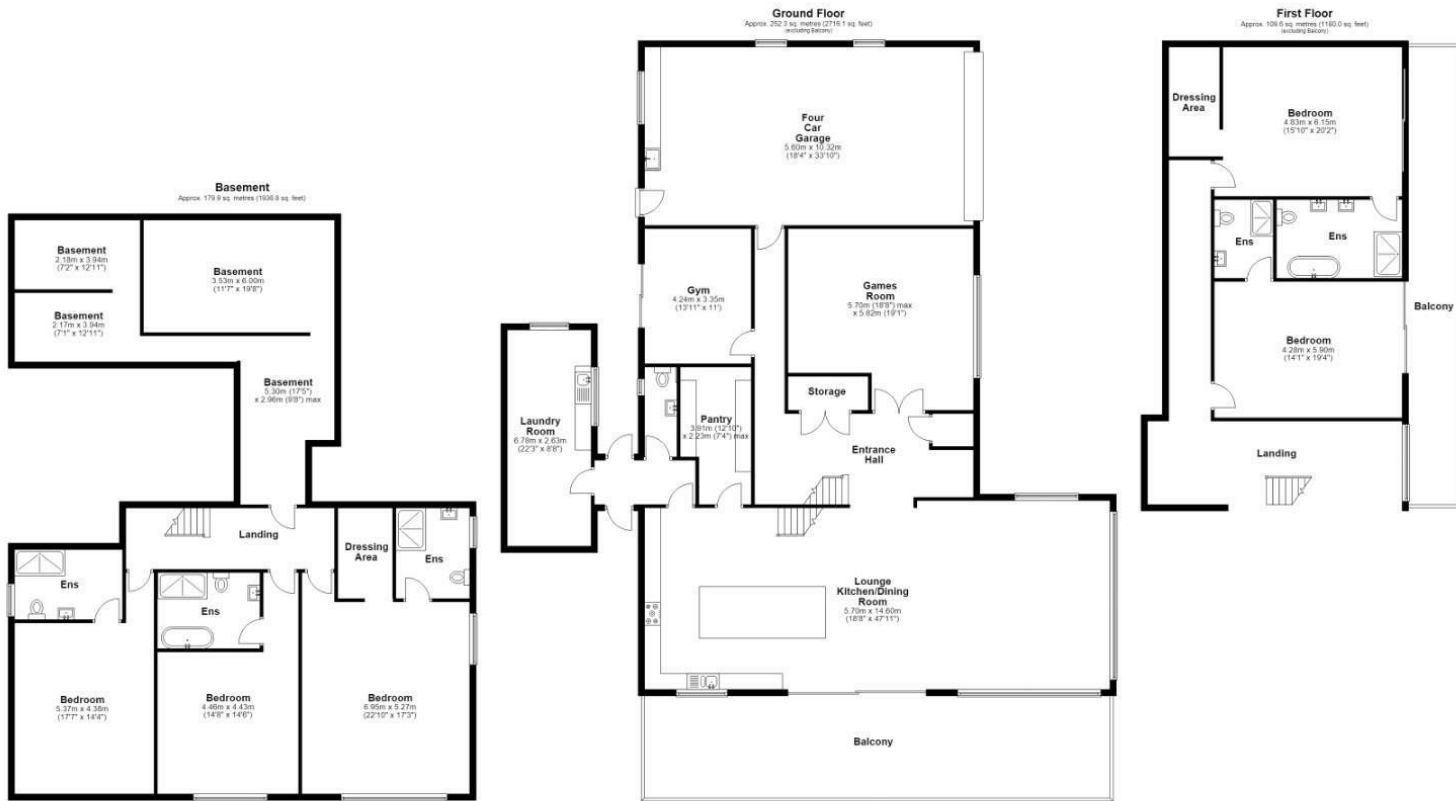 Basement
Approx. 179.9 sq. metres (1936.8 sq. feet)
Basement
2.18m x 3.94m
(7'2" x 12'11")
Basement
3.53m x 6.00m
(11'7" x 19'8")
Basement
2.17m x 3.94m
(7'1" x 12'11")
Basement
5.30m (17'5")
x 2.96m (9'8") max
Landing
Dressing
Area
Ens
Ens
Ens
Bedroom
5.37m x 4.38m
(17'7" x 14'4")
Bedroom
4.46m x 4.43m
(14'8" x 14'6")
Bedroom
6.95m x 5.27m
(22'10" x 17'3")
Ground Floor
Approx. 252.3 sq. metres (2716.1 sq. feet)
(excluding Balcony)
Four
Car
Garage
5.60m x 10.32m
(18'4" x 33'10")
Gym
4.24m x 3.35m
(13'11" x 11')
Games
Room
5.70m (18'8") max
x 5.82m (19'1")
Storage
Laundry
Room
6.78m x 2.63m
(22'3" x 8'8")
Pantry
3.91m (12'10")
x 2.23m (7'4") max
Entrance
Hall
Lounge
Kitchen/Dining
Room
5.70m x 14.60m
(18'8" x 47'11")
Balcony
First Floor
Approx. 109.6 sq. metres (1180.0 sq. feet)
(excluding Balcony)
Dressing
Area
Bedroom
4.83m x 6.15m
(15'10" x 20'2")
Ens
Ens
Balcony
Bedroom
4.28m x 5.90m
(14'1" x 19'4")
Landing